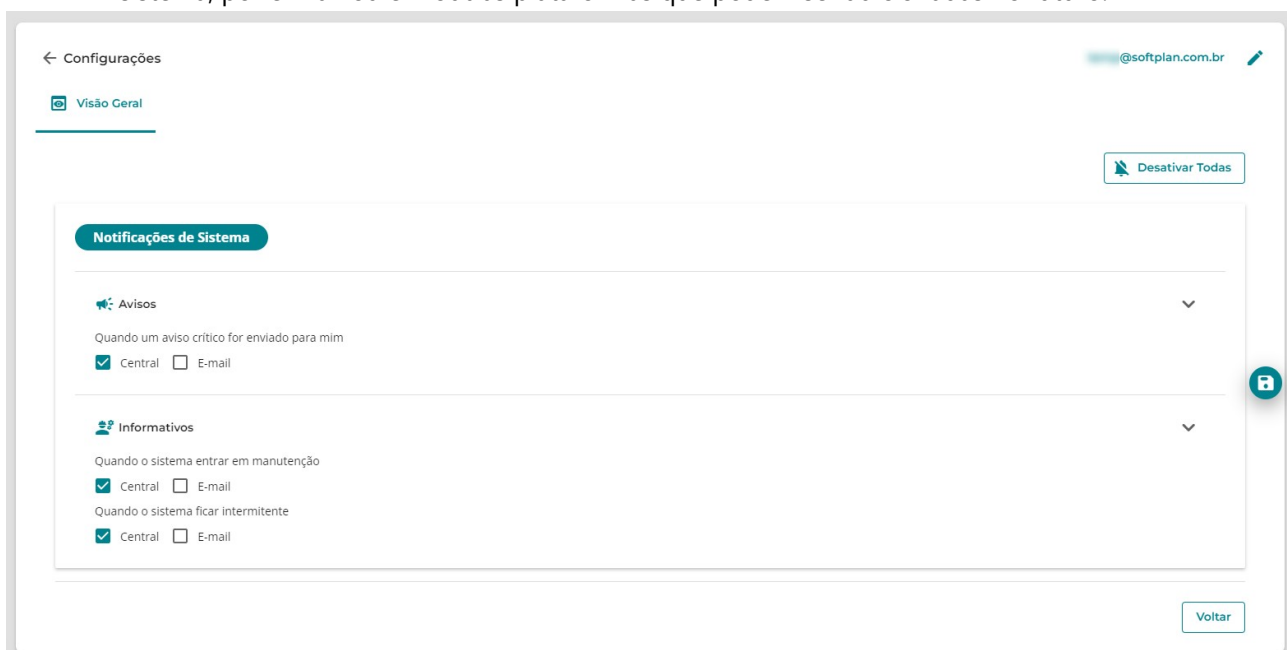 ← Configurações
@softplan.com.br
Visão Geral
Desativar Todas
Notificações de Sistema
Avisos
Quando um aviso crítico for enviado para mim
Central E-mail
Informativos
Quando o sistema entrar em manutenção
Central E-mail
Quando o sistema ficar intermitente
Central E-mail
Voltar